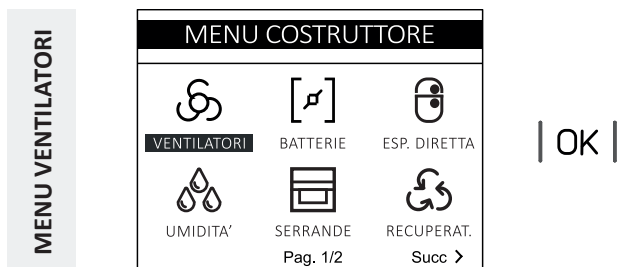 MENU VENTILATORI
MENU COSTRUTTORE
VENTILATORI BATTERIE ESP. DIRETTA
UMIDITA’ SERRANDE RECUPERAT.
Pag. 1/2 Succ >
| OK |